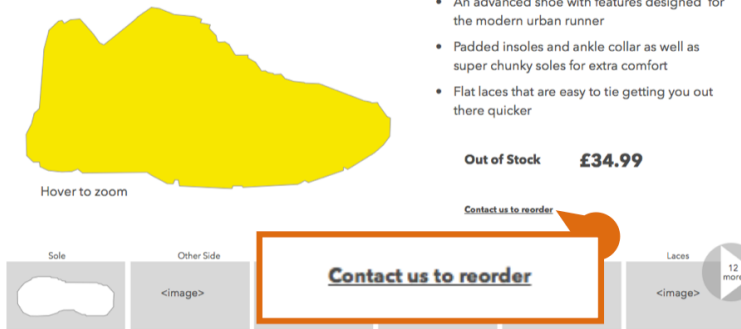 An advanced shoe with features designed for
the modern urban runner
Padded insoles and ankle collar as well as
super chunky soles for extra comfort
Flat laces that are easy to tie getting you out
there quicker
Out of Stock £34.99
Hover to zoom
Contact us to reorder
Sole
Other Side
Laces
<image>
Contact us to reorder
<image>
12
more